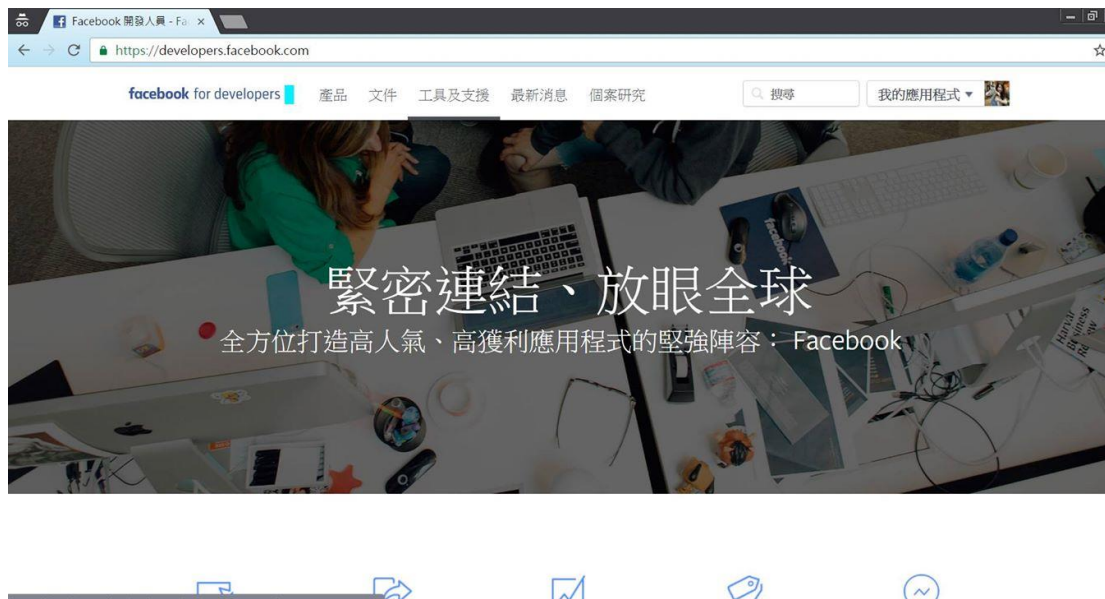 Facebook 開發人員 - Fa
https://developers.facebook.com
facebook for developers 產品 文件 工具及支援 最新消息 個案研究 搜尋 我的應用程式
facebook
緊密連結、放眼全球
全方位打造高人氣、高獲利應用程式的堅強陣容： Facebook
Harvard
Business